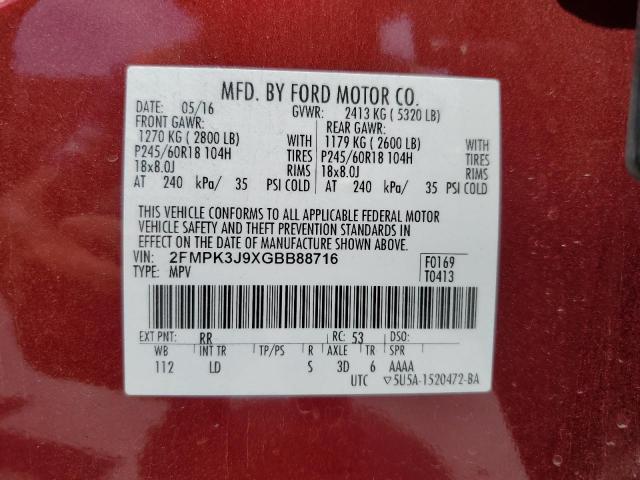 MFD. BY FORD MOTOR CO.
DATE: 05/16 GVWR: 2413 KG ( 5320 LB)
FRONT GAWR: REAR GAWR:
1270 KG ( 2800 LB) WITH 1179 KG ( 2600 LB) WITH
P245/60R18 104H TIRES P245/60R18 104H TIRES
18x8.0J RIMS 18x8.0J RIMS
AT 240 kPa/ 35 PSI COLD AT 240 kPa/ 35 PSI COLD
THIS VEHICLE CONFORMS TO ALL APPLICABLE FEDERAL MOTOR
VEHICLE SAFETY AND THEFT PREVENTION STANDARDS IN
EFFECT ON THE DATE OF MANUFACTURE SHOWN ABOVE.
VIN: 2FMPK3J9XGBB88716 F0169
TYPE: MPV T0413
EXT PNT: RR RC: 53 DSO:
WB INT TR TP/PS R AXLE TR SPR
112 LD S 3D 6 AAAA
UTC ▽5U5A-1520472-BA